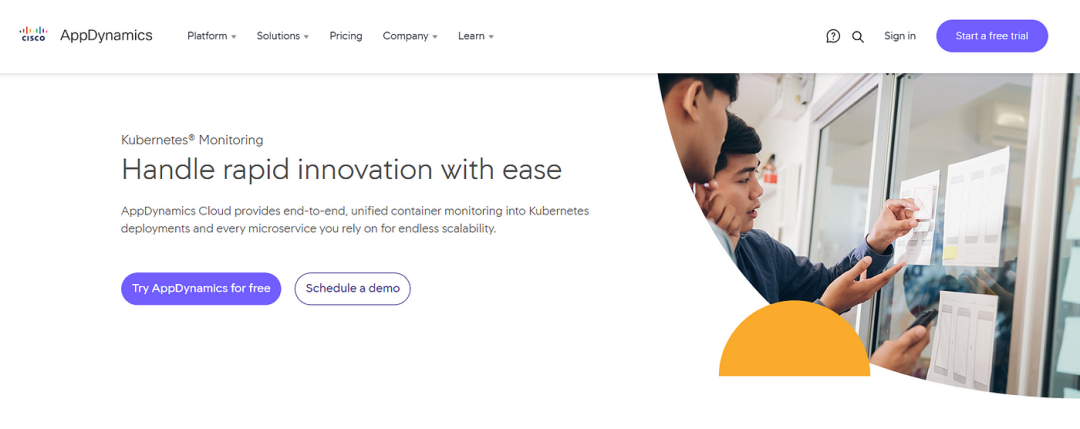 CISCO AppDynamics Platform Solutions Pricing Company Learn Sign in Start a free trial
Kubernetes® Monitoring
Handle rapid innovation with ease
AppDynamics Cloud provides end-to-end, unified container monitoring into Kubernetes
deployments and every microservice you rely on for endless scalability.
Try AppDynamics for free Schedule a demo